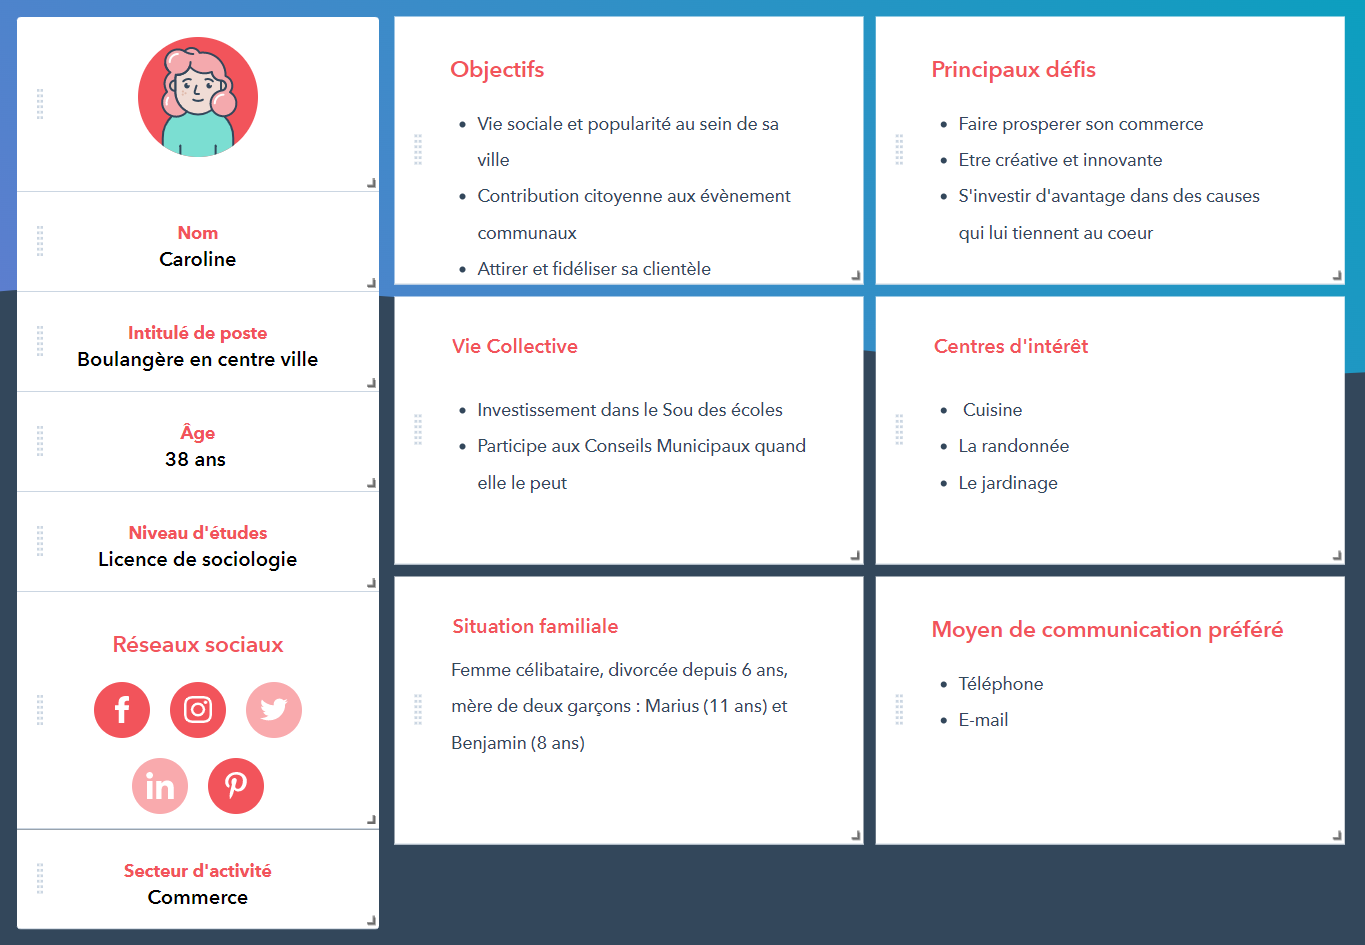 Nom
Caroline
Intitulé de poste
Boulangère en centre ville
Âge
38 ans
Niveau d'études
Licence de sociologie
Réseaux sociaux
f
in
Secteur d'activité
Commerce
Objectifs
Vie sociale et popularité au sein de sa
ville
Contribution citoyenne aux évènement
communaux
Attirer et fidéliser sa clientèle
Principaux défis
Faire prosperer son commerce
Etre créative et innovante
S'investir d'avantage dans des causes
qui lui tiennent au coeur
Vie Collective
Investissement dans le Sou des écoles
Participe aux Conseils Municipaux quand
elle le peut
Centres d'intérêt
Cuisine
La randonnée
Le jardinage
Situation familiale
Femme célibataire, divorcée depuis 6 ans,
mère de deux garçons : Marius (11 ans) et
Benjamin (8 ans)
Moyen de communication préféré
Téléphone
E-mail